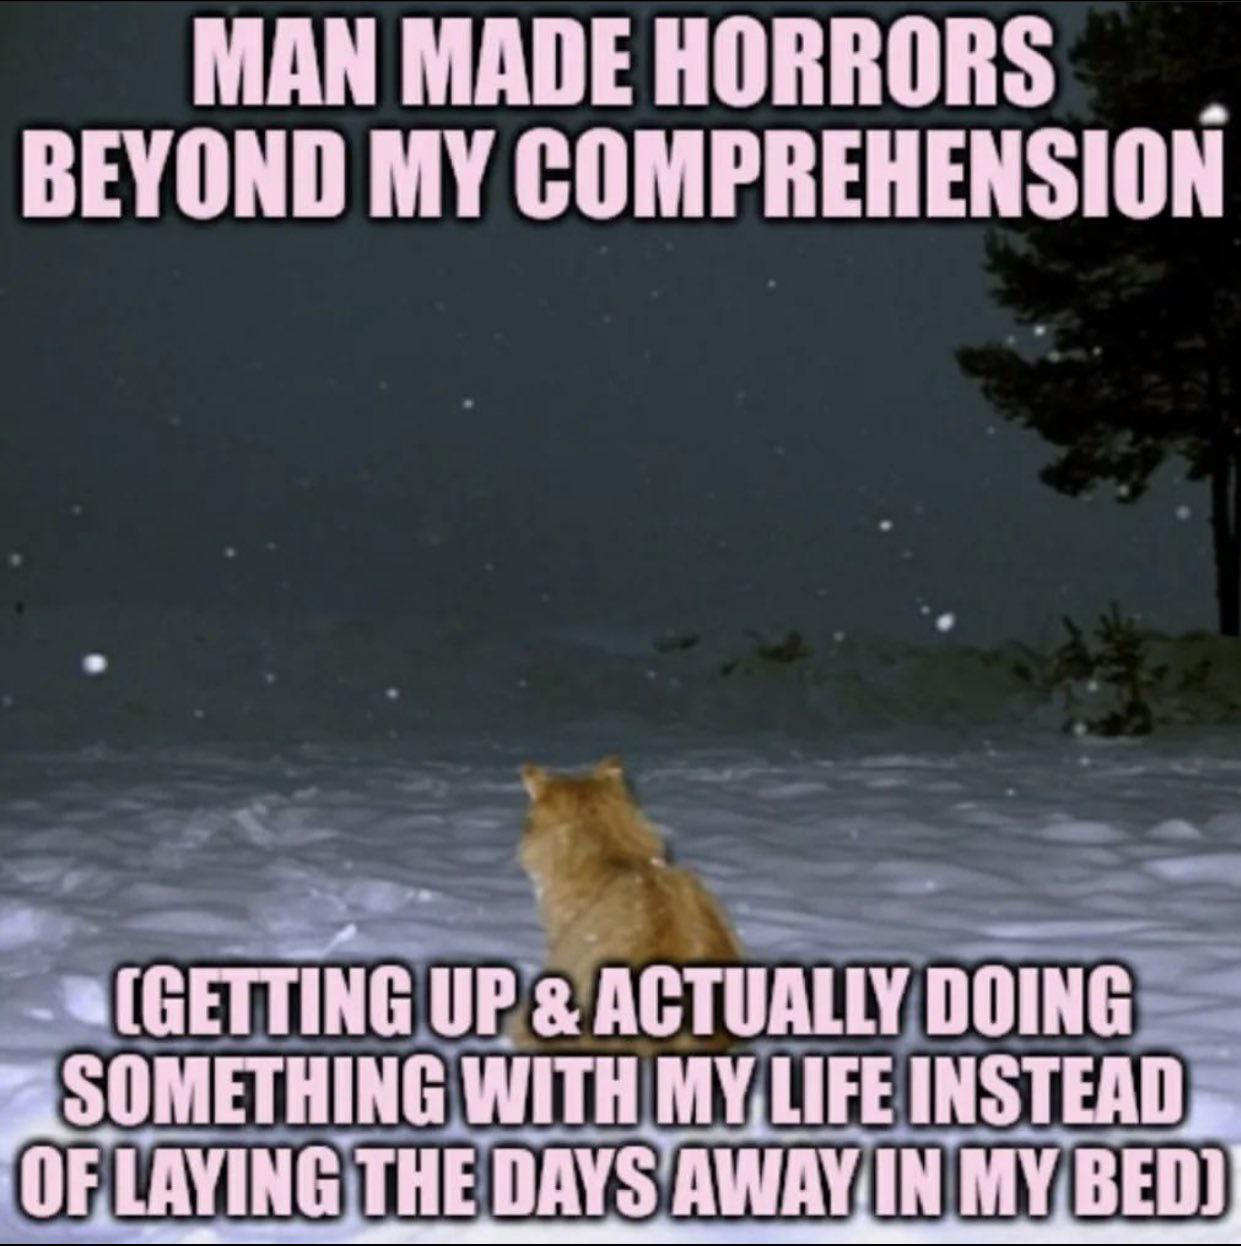 MAN MADE HORRORS
BEYOND MY COMPREHENSION
(GETTING UP & ACTUALLY DOING
SOMETHING WITH MY LIFE INSTEAD
OF LAYING THE DAYS AWAY IN MY BED)